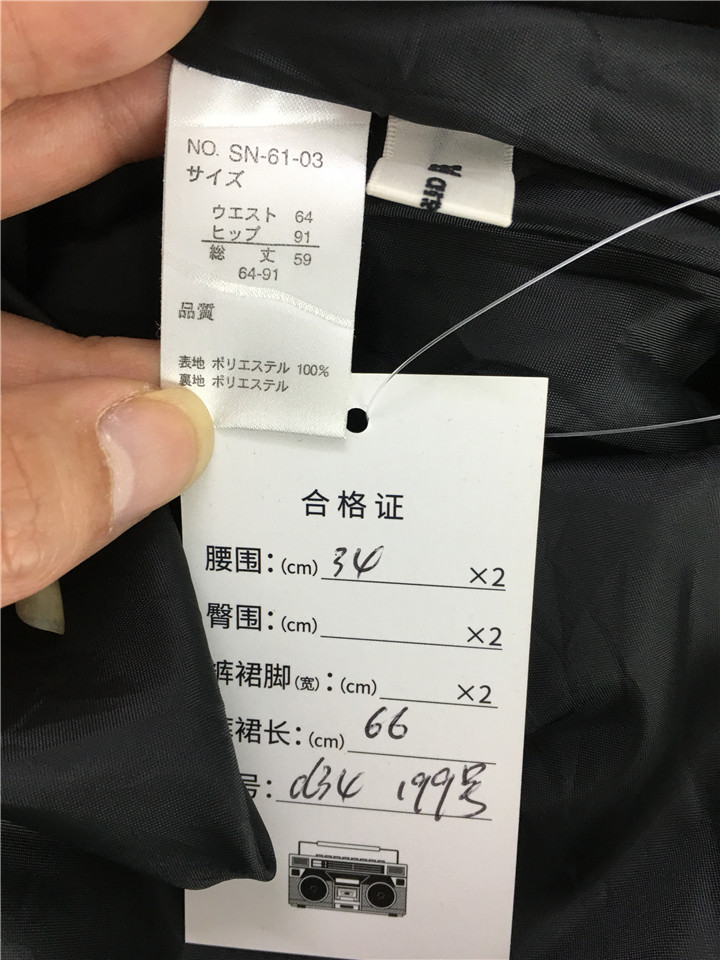 NO. SN-61-03
サイズ
ウエスト 64
ヒップ 91
総 丈 59
64-91
品質
表地 ポリエステル 100%
裏地 ポリエステル
合格证
腰围:(cm) 34 ×2
臀围:(cm) ×2
裤裙脚(宽):(cm) ×2
裙长:(cm) 66
号: d34 199号